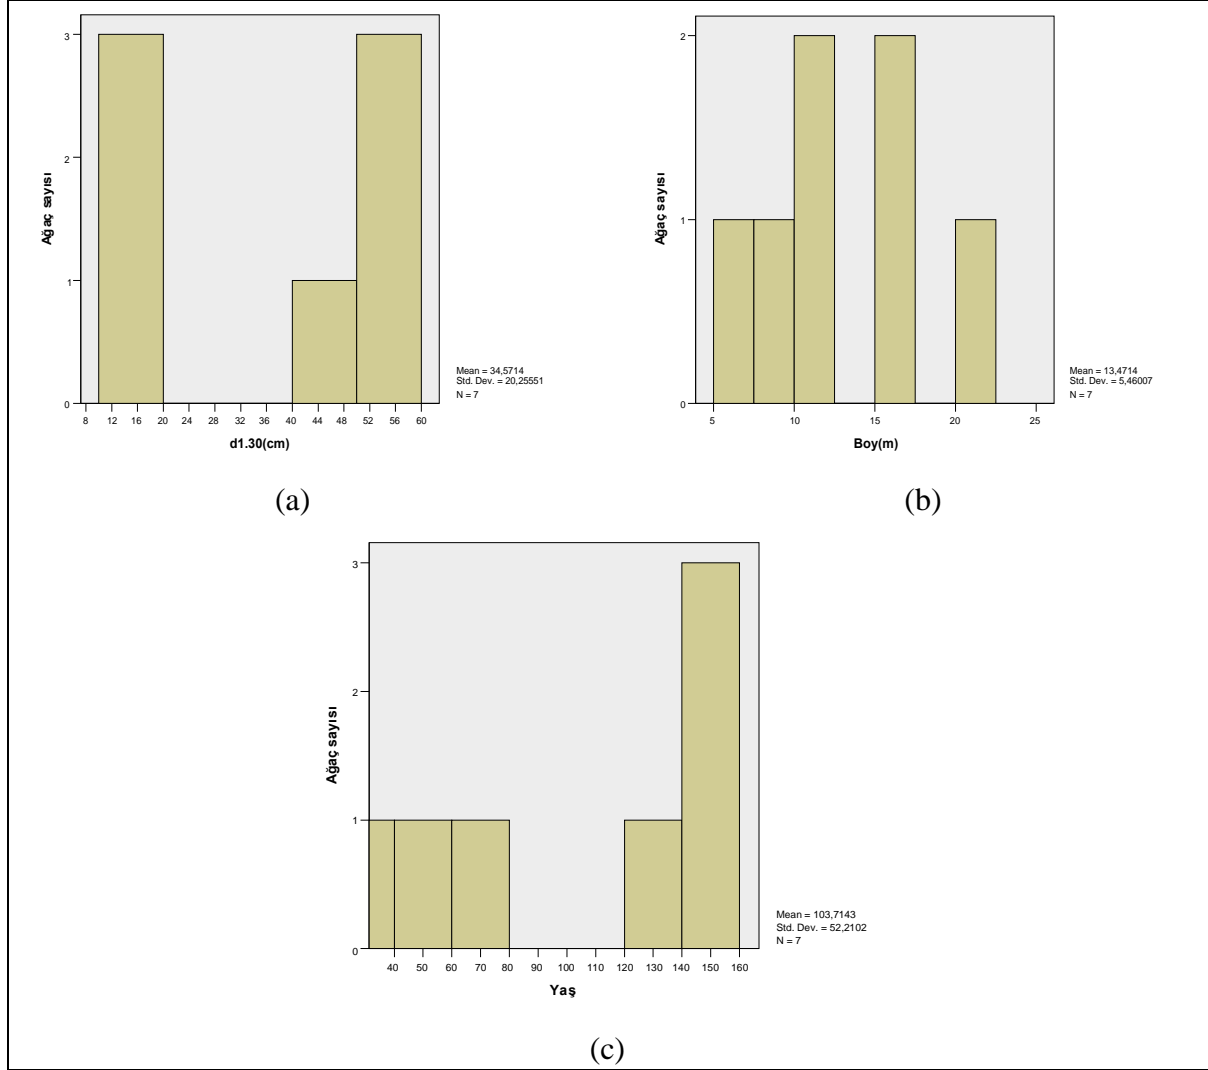 3
2
1
0
Ağaç sayısı
8 12 16 20 24 28 32 36 40 44 48 52 56 60
d1.30(cm)
Mean = 34,5714
Std. Dev. = 20,25551
N = 7
(a)
2
1
0
Ağaç sayısı
5 10 15 20 25
Boy(m)
Mean = 13,4714
Std. Dev. = 5,46007
N = 7
(b)
3
2
1
0
Ağaç sayısı
40 50 60 70 80 90 100 110 120 130 140 150 160
Yaş
Mean = 103,7143
Std. Dev. = 52,2102
N = 7
(c)